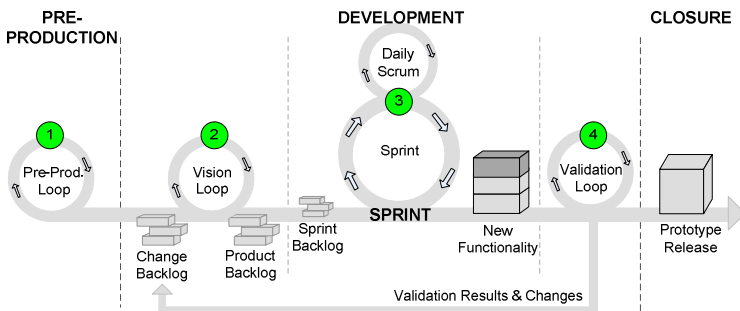 PRE-
PRODUCTION
DEVELOPMENT
CLOSURE
Daily
Scrum
1
2
3
4
Pre-Prod.
Loop
Vision
Loop
Sprint
Validation
Loop
SPRINT
Change
Backlog
Product
Backlog
Sprint
Backlog
New
Functionality
Prototype
Release
Validation Results & Changes